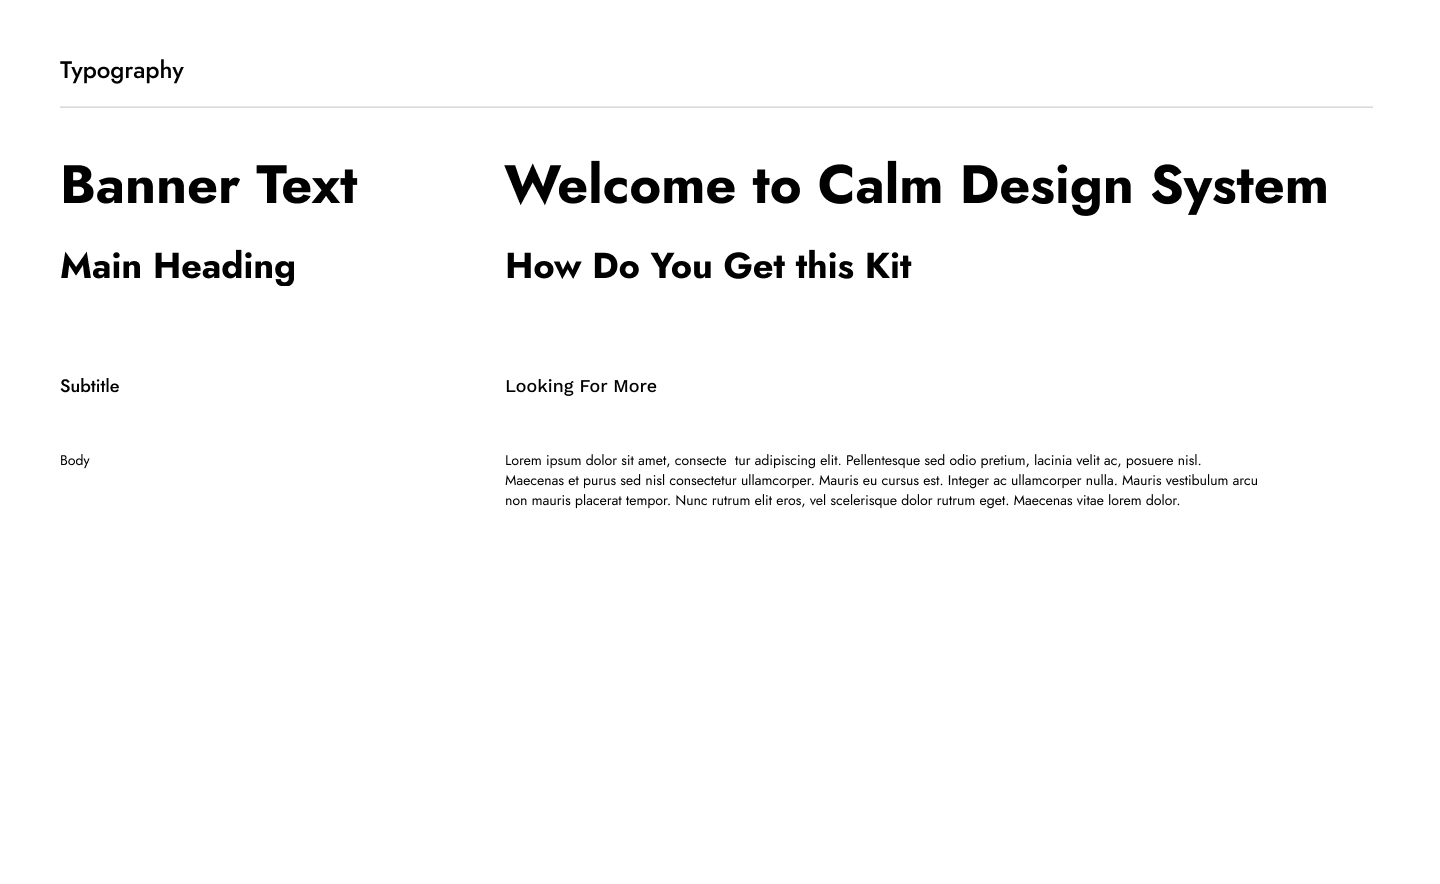 Typography
Banner Text
Welcome to Calm Design System
Main Heading
How Do You Get this Kit
Subtitle
Looking For More
Body
Lorem ipsum dolor sit amet, consecte  tur adipiscing elit. Pellentesque sed odio pretium, lacinia velit ac, posuere nisl.
Maecenas et purus sed nisl consectetur ullamcorper. Mauris eu cursus est. Integer ac ullamcorper nulla. Mauris vestibulum arcu
non mauris placerat tempor. Nunc rutrum elit eros, vel scelerisque dolor rutrum eget. Maecenas vitae lorem dolor.